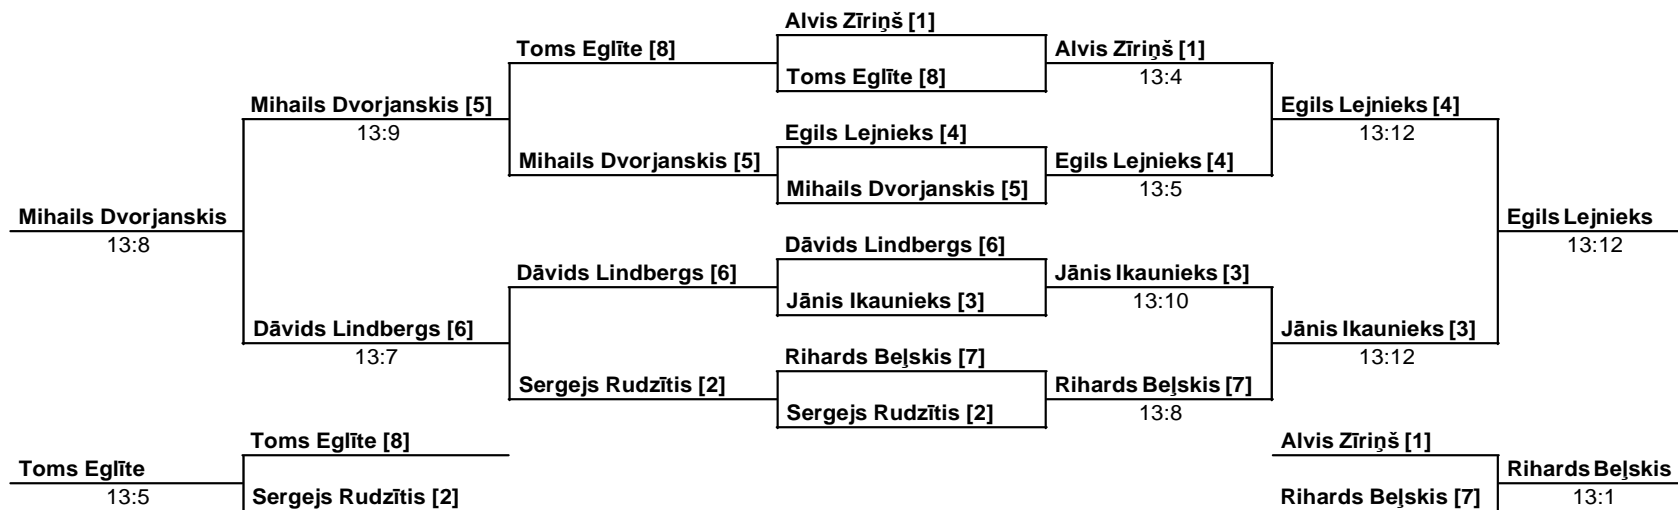 Alvis Zīriņš [1]
Toms Eglīte [8]
Alvis Zīriņš [1]
Toms Eglīte [8]
13:4
Mihails Dvorjanskis [5]
Egils Lejnieks [4]
13:9
Egils Lejnieks [4]
13:12
Mihails Dvorjanskis [5]
Egils Lejnieks [4]
Mihails Dvorjanskis [5]
13:5
Mihails Dvorjanskis
Egils Lejnieks
13:8
Dāvids Lindbergs [6]
13:12
Dāvids Lindbergs [6]
Jānis Ikaunieks [3]
Jānis Ikaunieks [3]
13:10
Dāvids Lindbergs [6]
Jānis Ikaunieks [3]
13:7
Rihards Beļskis [7]
13:12
Sergejs Rudzītis [2]
Rihards Beļskis [7]
Sergejs Rudzītis [2]
13:8
Toms Eglīte [8]
Alvis Zīriņš [1]
Toms Eglīte
Rihards Beļskis
13:5
Sergejs Rudzītis [2]
Rihards Beļskis [7]
13:1